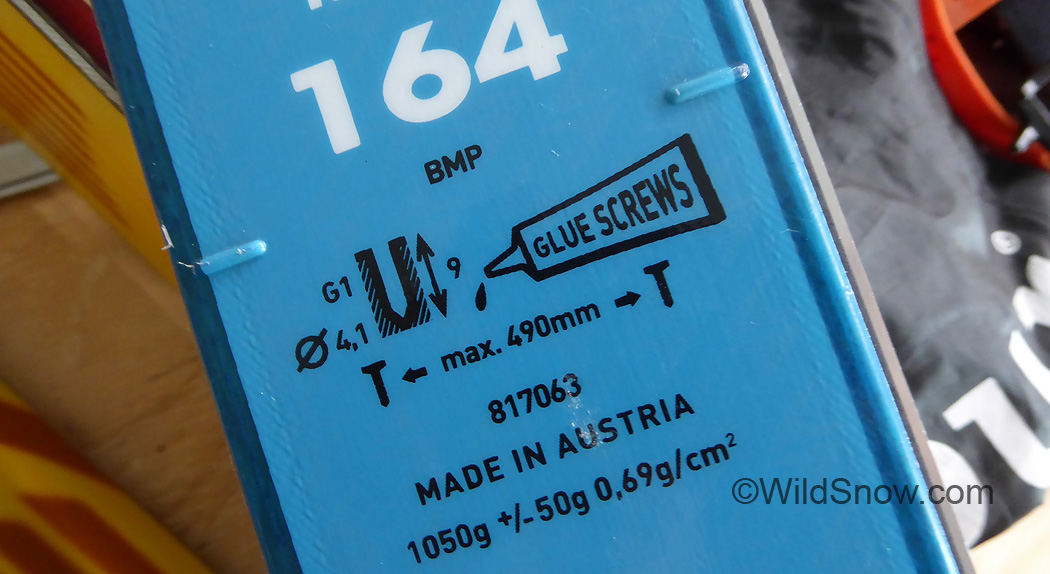 164
BMP
GLUE SCREWS
G1
9
Ø 4,1
max. 490mm
817063
MADE IN AUSTRIA
1050g +/-50g 0,69g/cm²
©WildSnow.com